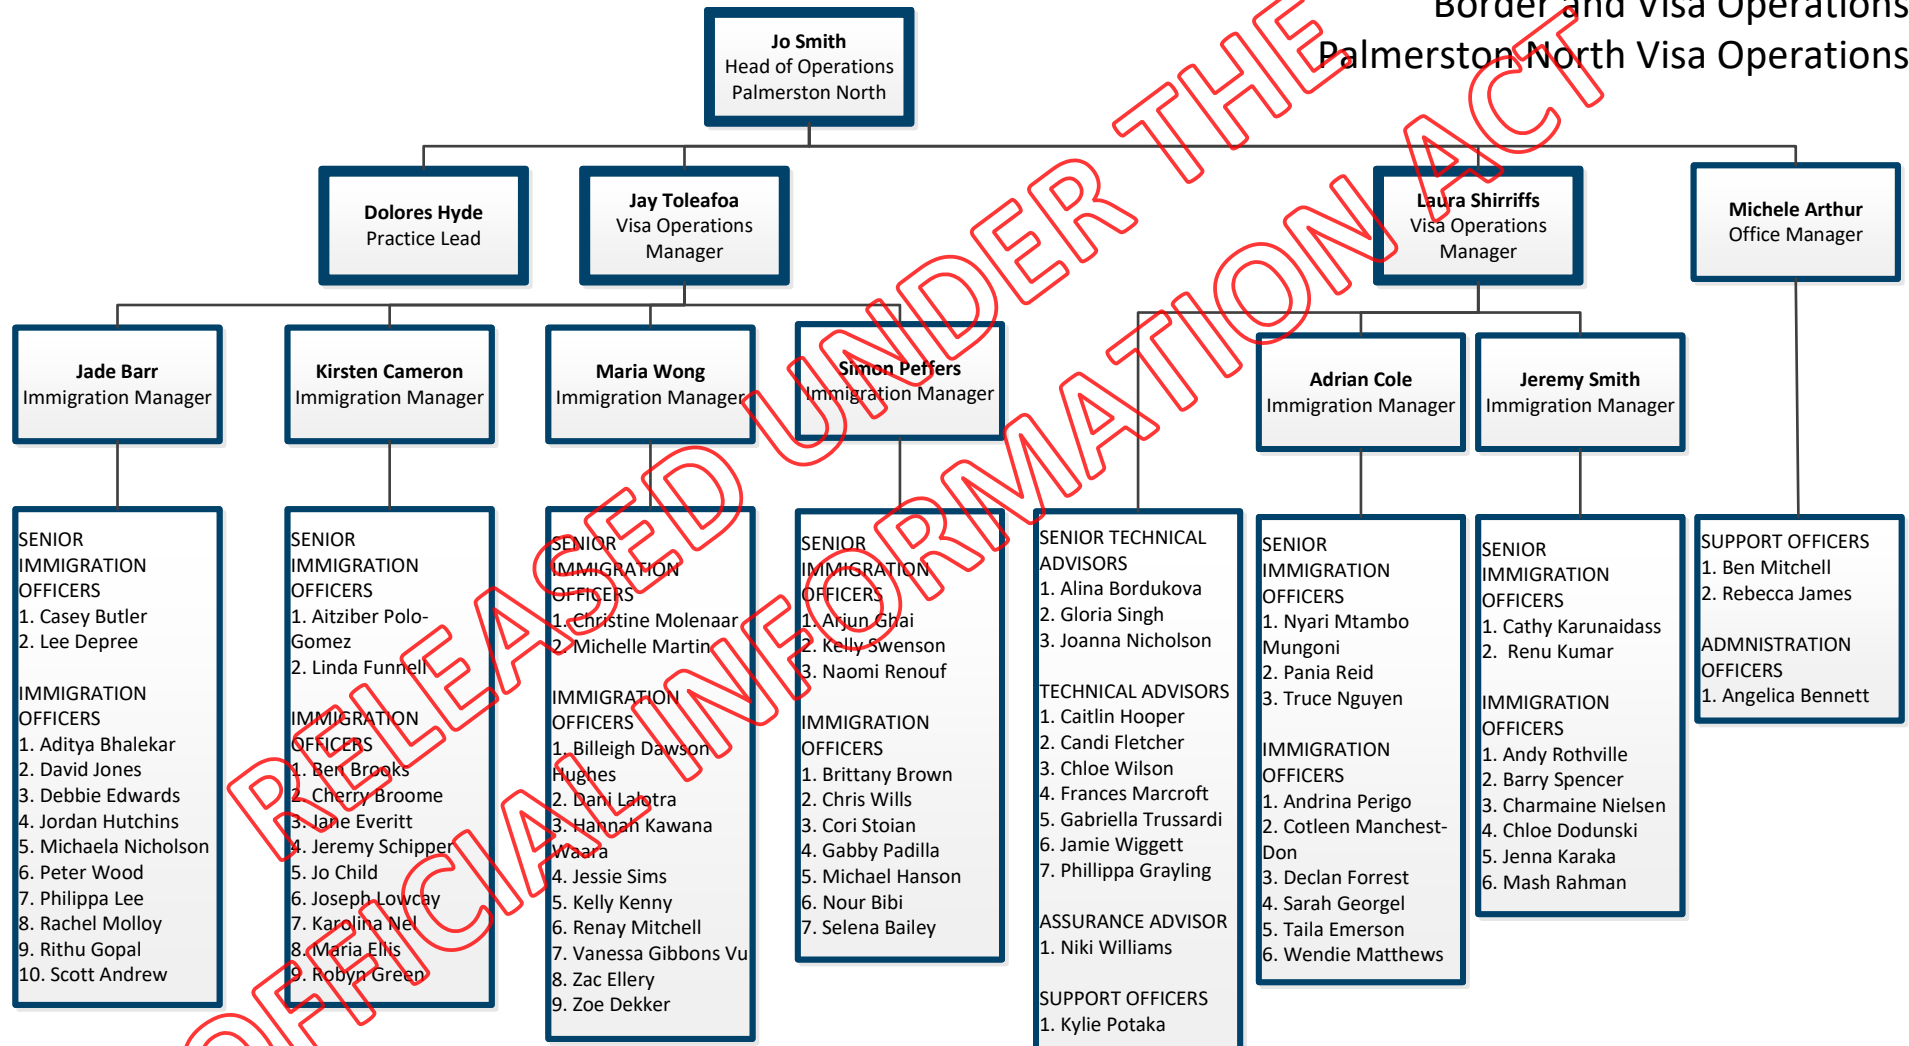 Border and Visa Operations
Palmerston North Visa Operations
Jo Smith
Head of Operations
Palmerston North
Dolores Hyde
Practice Lead
Jay Toleafoa
Visa Operations
Manager
Laura Shirriffs
Visa Operations
Manager
Michele Arthur
Office Manager
Jade Barr
Immigration Manager
Kirsten Cameron
Immigration Manager
Maria Wong
Immigration Manager
Simon Peffers
Immigration Manager
Adrian Cole
Immigration Manager
Jeremy Smith
Immigration Manager
SENIOR
IMMIGRATION
OFFICERS
1. Casey Butler
2. Lee Depree
IMMIGRATION
OFFICERS
1. Aditya Bhalekar
2. David Jones
3. Debbie Edwards
4. Jordan Hutchins
5. Michaela Nicholson
6. Peter Wood
7. Philippa Lee
8. Rachel Molloy
9. Rithu Gopal
10. Scott Andrew
SENIOR
IMMIGRATION
OFFICERS
1. Aitziber Polo-
Gomez
2. Linda Funnell
IMMIGRATION
OFFICERS
1. Ben Brooks
2. Cherry Broome
3. Jane Everitt
4. Jeremy Schipper
5. Jo Child
6. Joseph Lowcay
7. Karolina Nel
8. Maria Ellis
9. Robyn Green
SENIOR
IMMIGRATION
OFFICERS
1. Christine Molenaar
2. Michelle Martin
IMMIGRATION
OFFICERS
1. Billeigh Dawson
Hughes
2. Dani Lalotra
3. Hannah Kawana
Waara
4. Jessie Sims
5. Kelly Kenny
6. Renay Mitchell
7. Vanessa Gibbons Vu
8. Zac Ellery
9. Zoe Dekker
SENIOR
IMMIGRATION
OFFICERS
1. Arjun Ghai
2. Kelly Swenson
3. Naomi Renouf
IMMIGRATION
OFFICERS
1. Brittany Brown
2. Chris Wills
3. Cori Stoian
4. Gabby Padilla
5. Michael Hanson
6. Nour Bibi
7. Selena Bailey
SENIOR TECHNICAL
ADVISORS
1. Alina Bordukova
2. Gloria Singh
3. Joanna Nicholson
TECHNICAL ADVISORS
1. Caitlin Hooper
2. Candi Fletcher
3. Chloe Wilson
4. Frances Marcroft
5. Gabriella Trussardi
6. Jamie Wiggett
7. Phillippa Grayling
ASSURANCE ADVISOR
1. Niki Williams
SUPPORT OFFICERS
1. Kylie Potaka
SENIOR
IMMIGRATION
OFFICERS
1. Nyari Mtambo
Mungoni
2. Pania Reid
3. Truce Nguyen
IMMIGRATION
OFFICERS
1. Andrina Perigo
2. Cotleen Manchest-
Don
3. Declan Forrest
4. Sarah Georgel
5. Taila Emerson
6. Wendie Matthews
SENIOR
IMMIGRATION
OFFICERS
1. Cathy Karunaidass
2. Renu Kumar
IMMIGRATION
OFFICERS
1. Andy Rothville
2. Barry Spencer
3. Charmaine Nielsen
4. Chloe Dodunski
5. Jenna Karaka
6. Mash Rahman
SUPPORT OFFICERS
1. Ben Mitchell
2. Rebecca James
ADMNISTRATION
OFFICERS
1. Angelica Bennett
RELEASED UNDER THE
OFFICIAL INFORMATION ACT